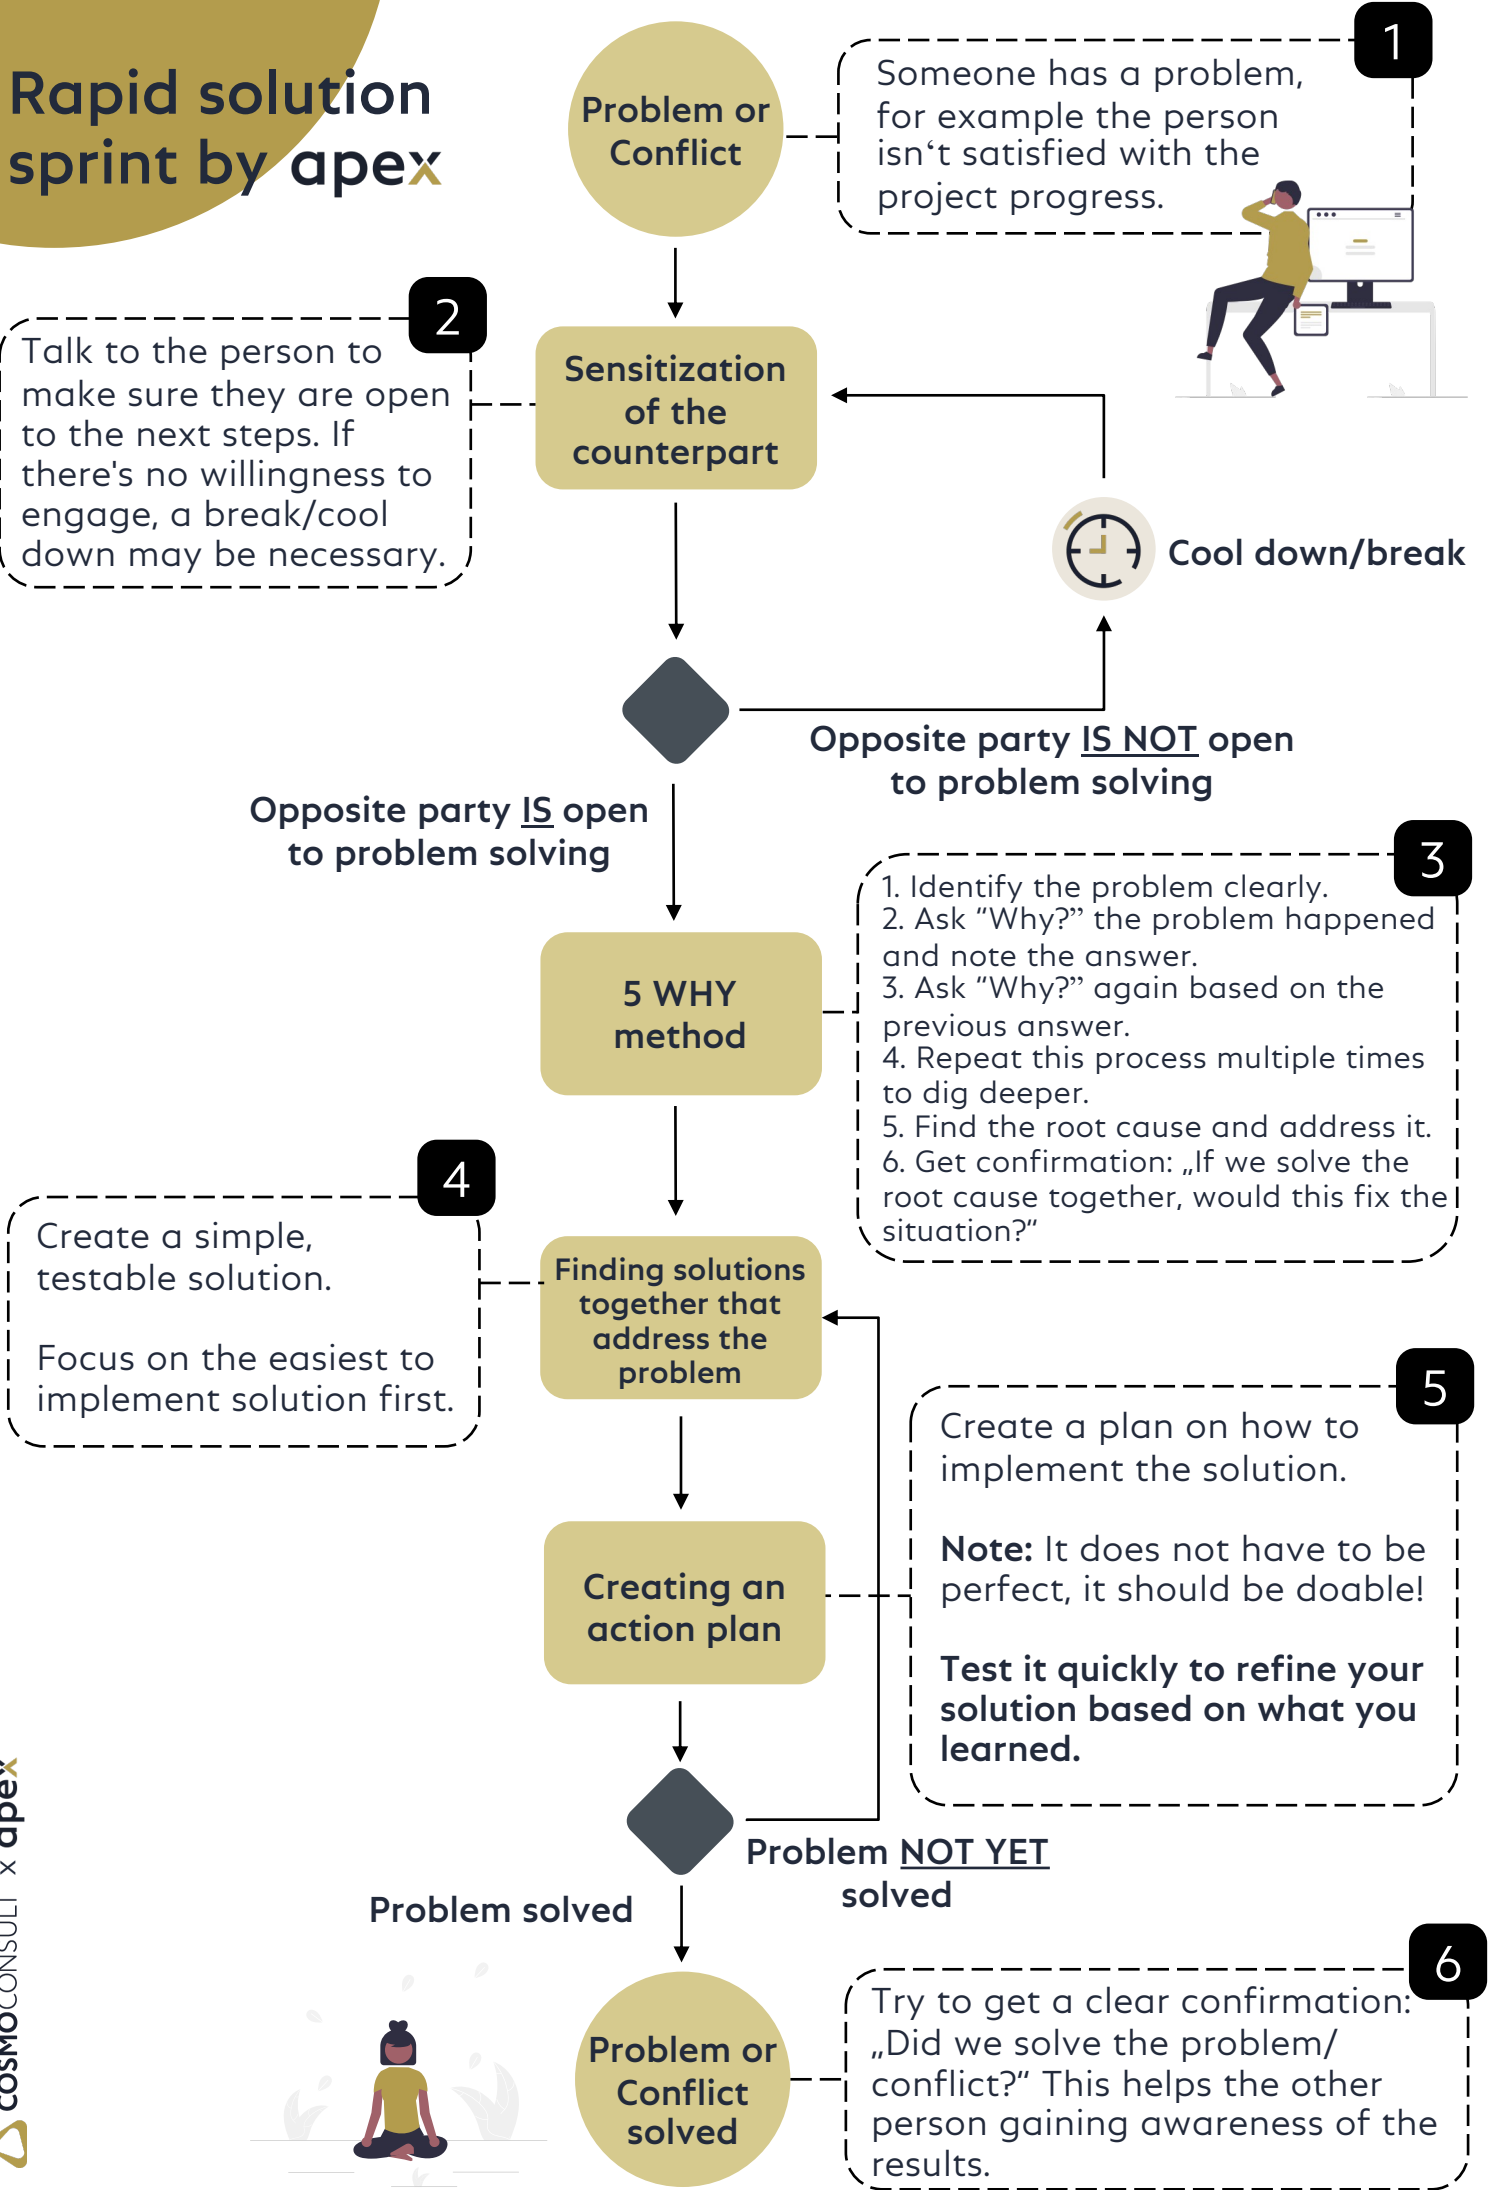 Rapid solution
sprint by apex
Problem or
Conflict
1
Someone has a problem,
for example the person
isn‘t satisfied with the
project progress.
2
Talk to the person to
make sure they are open
to the next steps. If
there's no willingness to
engage, a break/cool
down may be necessary.
Sensitization
of the
counterpart
Cool down/break
Opposite party IS NOT open
to problem solving
Opposite party IS open
to problem solving
3
1. Identify the problem clearly.
2. Ask “Why?” the problem happened
and note the answer.
3. Ask “Why?” again based on the
previous answer.
4. Repeat this process multiple times
to dig deeper.
5. Find the root cause and address it.
6. Get confirmation: „If we solve the
root cause together, would this fix the
situation?“
5 WHY
method
4
Create a simple,
testable solution.
Focus on the easiest to
implement solution first.
Finding solutions
together that
address the
problem
5
Create a plan on how to
implement the solution.
Note: It does not have to be
perfect, it should be doable!
Test it quickly to refine your
solution based on what you
learned.
Creating an
action plan
Problem NOT YET
solved
Problem solved
6
Try to get a clear confirmation:
„Did we solve the problem/
conflict?” This helps the other
person gaining awareness of the
results.
Problem or
Conflict
solved
COSMOCONSULT x apex